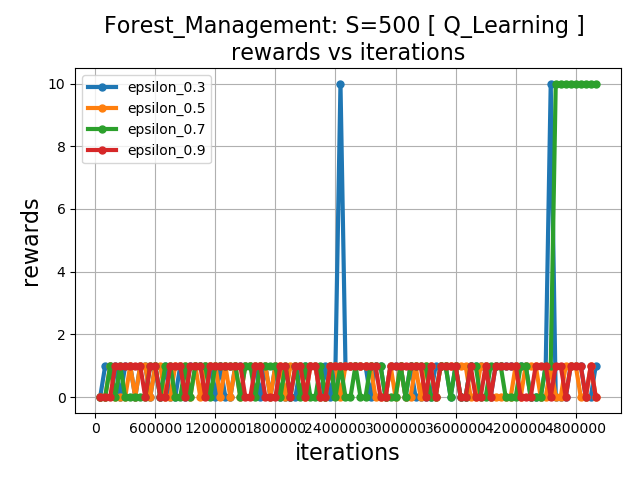 Forest_Management: S=500 [ Q_Learning ]
rewards vs iterations
epsilon_0.3
epsilon_0.5
epsilon_0.7
epsilon_0.9
rewards
10
8
6
4
2
0
0 600000 1200000 1800000 2400000 3000000 3600000 4200000 4800000
iterations